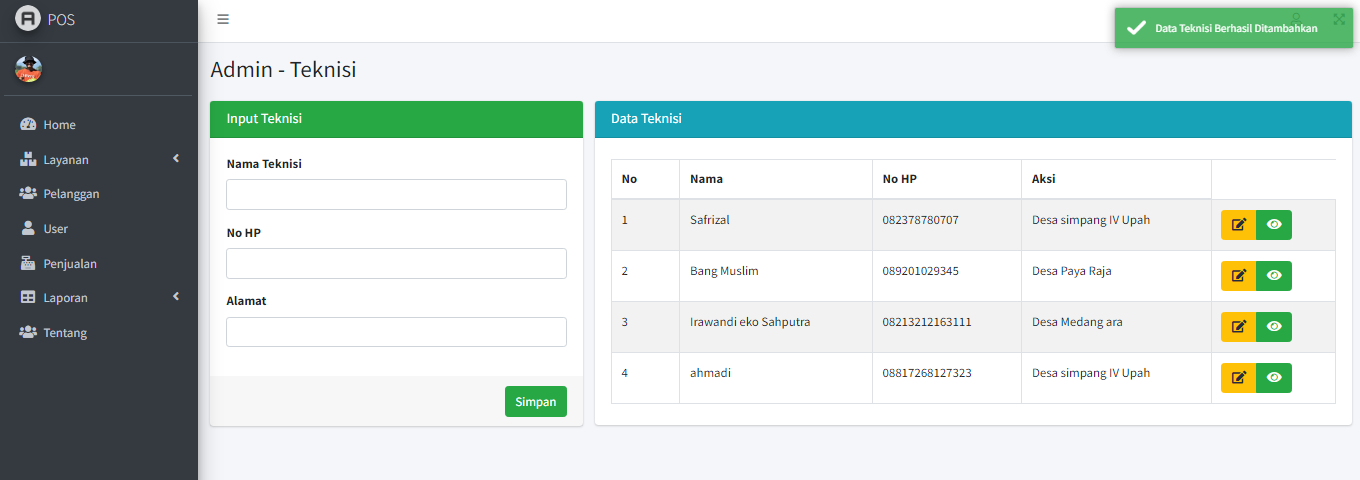 POS
Data Teknisi Berhasil Ditambahkan
Home
Layanan
Pelanggan
User
Penjualan
Laporan
Tentang
Admin - Teknisi
Input Teknisi
Nama Teknisi
No HP
Alamat
Simpan
Data Teknisi
No Nama No HP Aksi
1 Safrizal 082378780707 Desa simpang IV Upah
2 Bang Muslim 089201029345 Desa Paya Raja
3 Irawandi eko Sahputra 08213212163111 Desa Medang ara
4 ahmadi 08817268127323 Desa simpang IV Upah